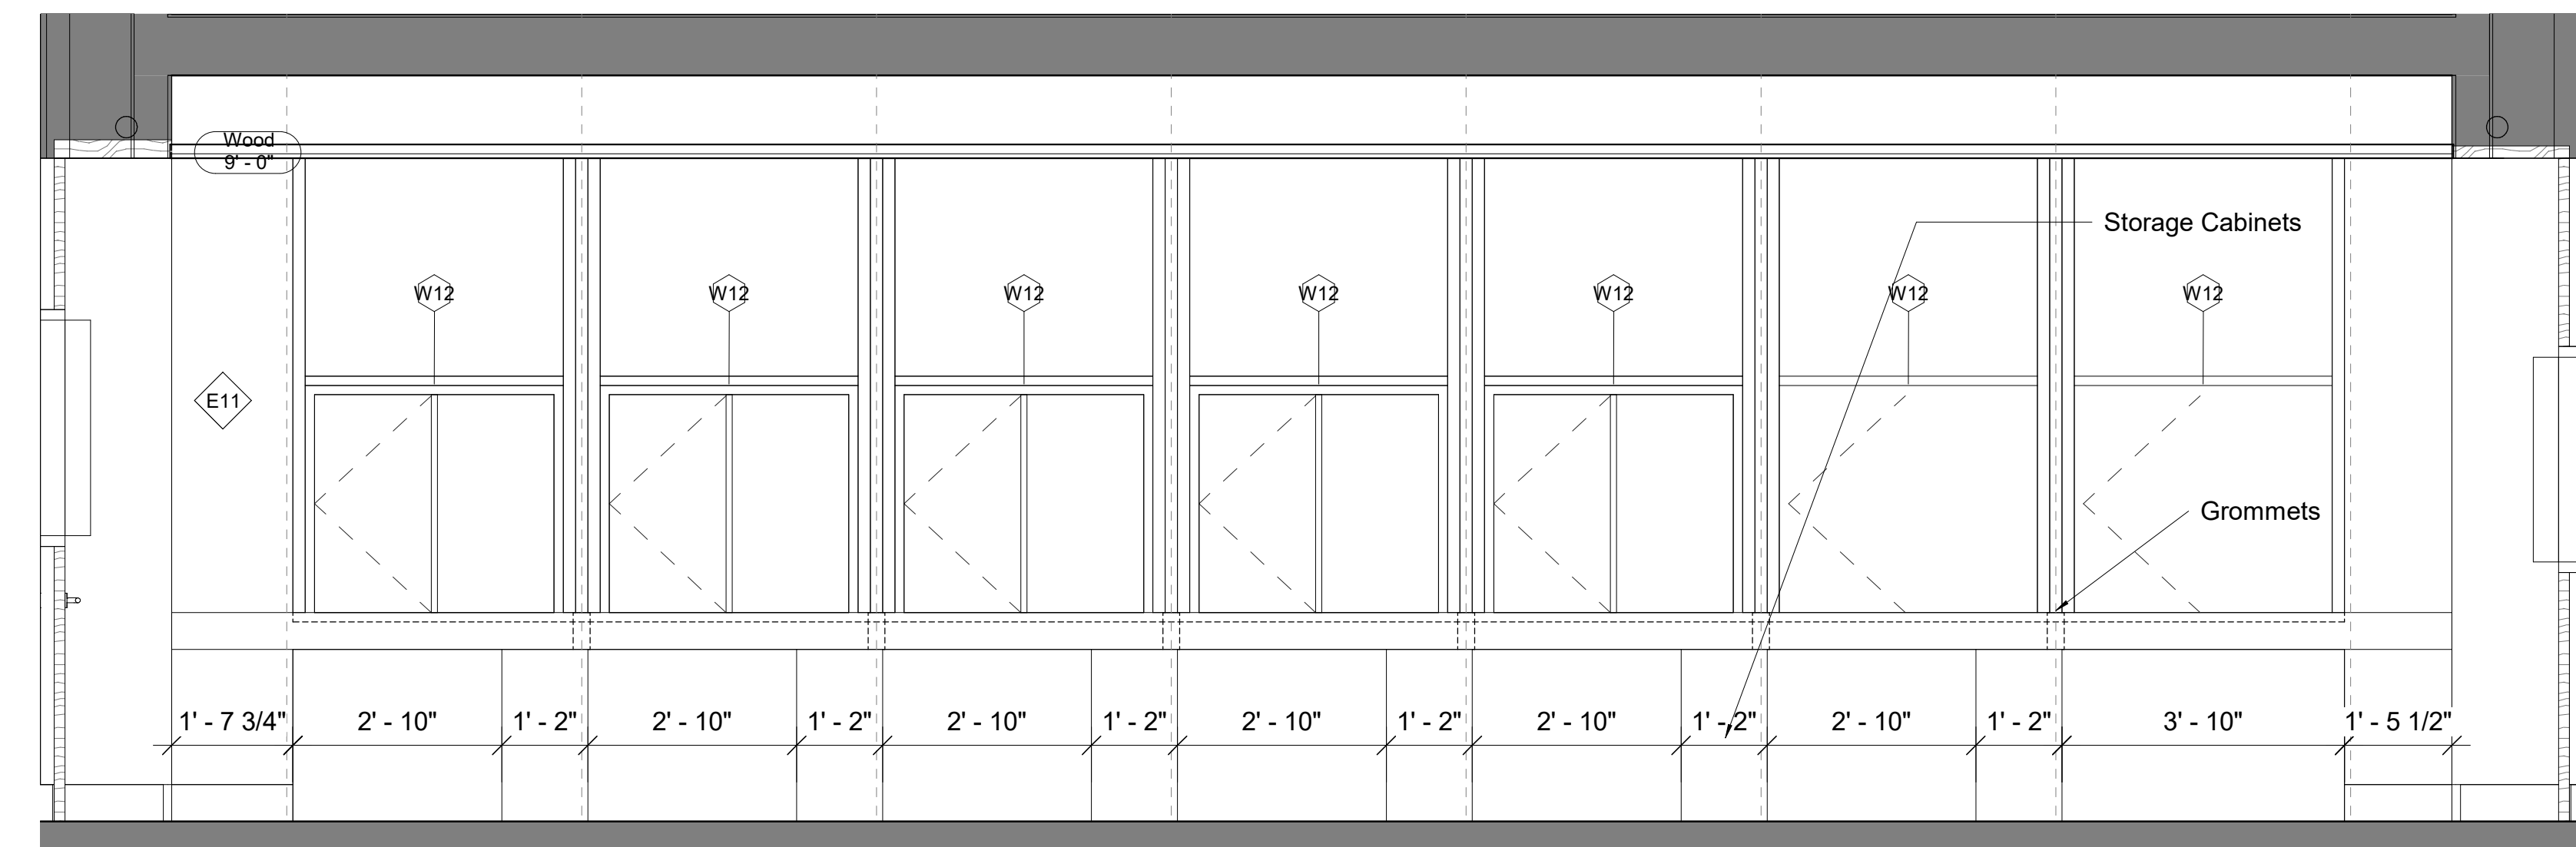 Wood
9' - 0"
Storage Cabinets
W12 W12 W12 W12 W12 W12 W12
E11
Grommets
1' - 7 3/4" 2' - 10" 1' - 2" 2' - 10" 1' - 2" 2' - 10" 1' - 2" 2' - 10" 1' - 2" 2' - 10" 1' - 2" 2' - 10" 1' - 2" 3' - 10" 1' - 5 1/2"